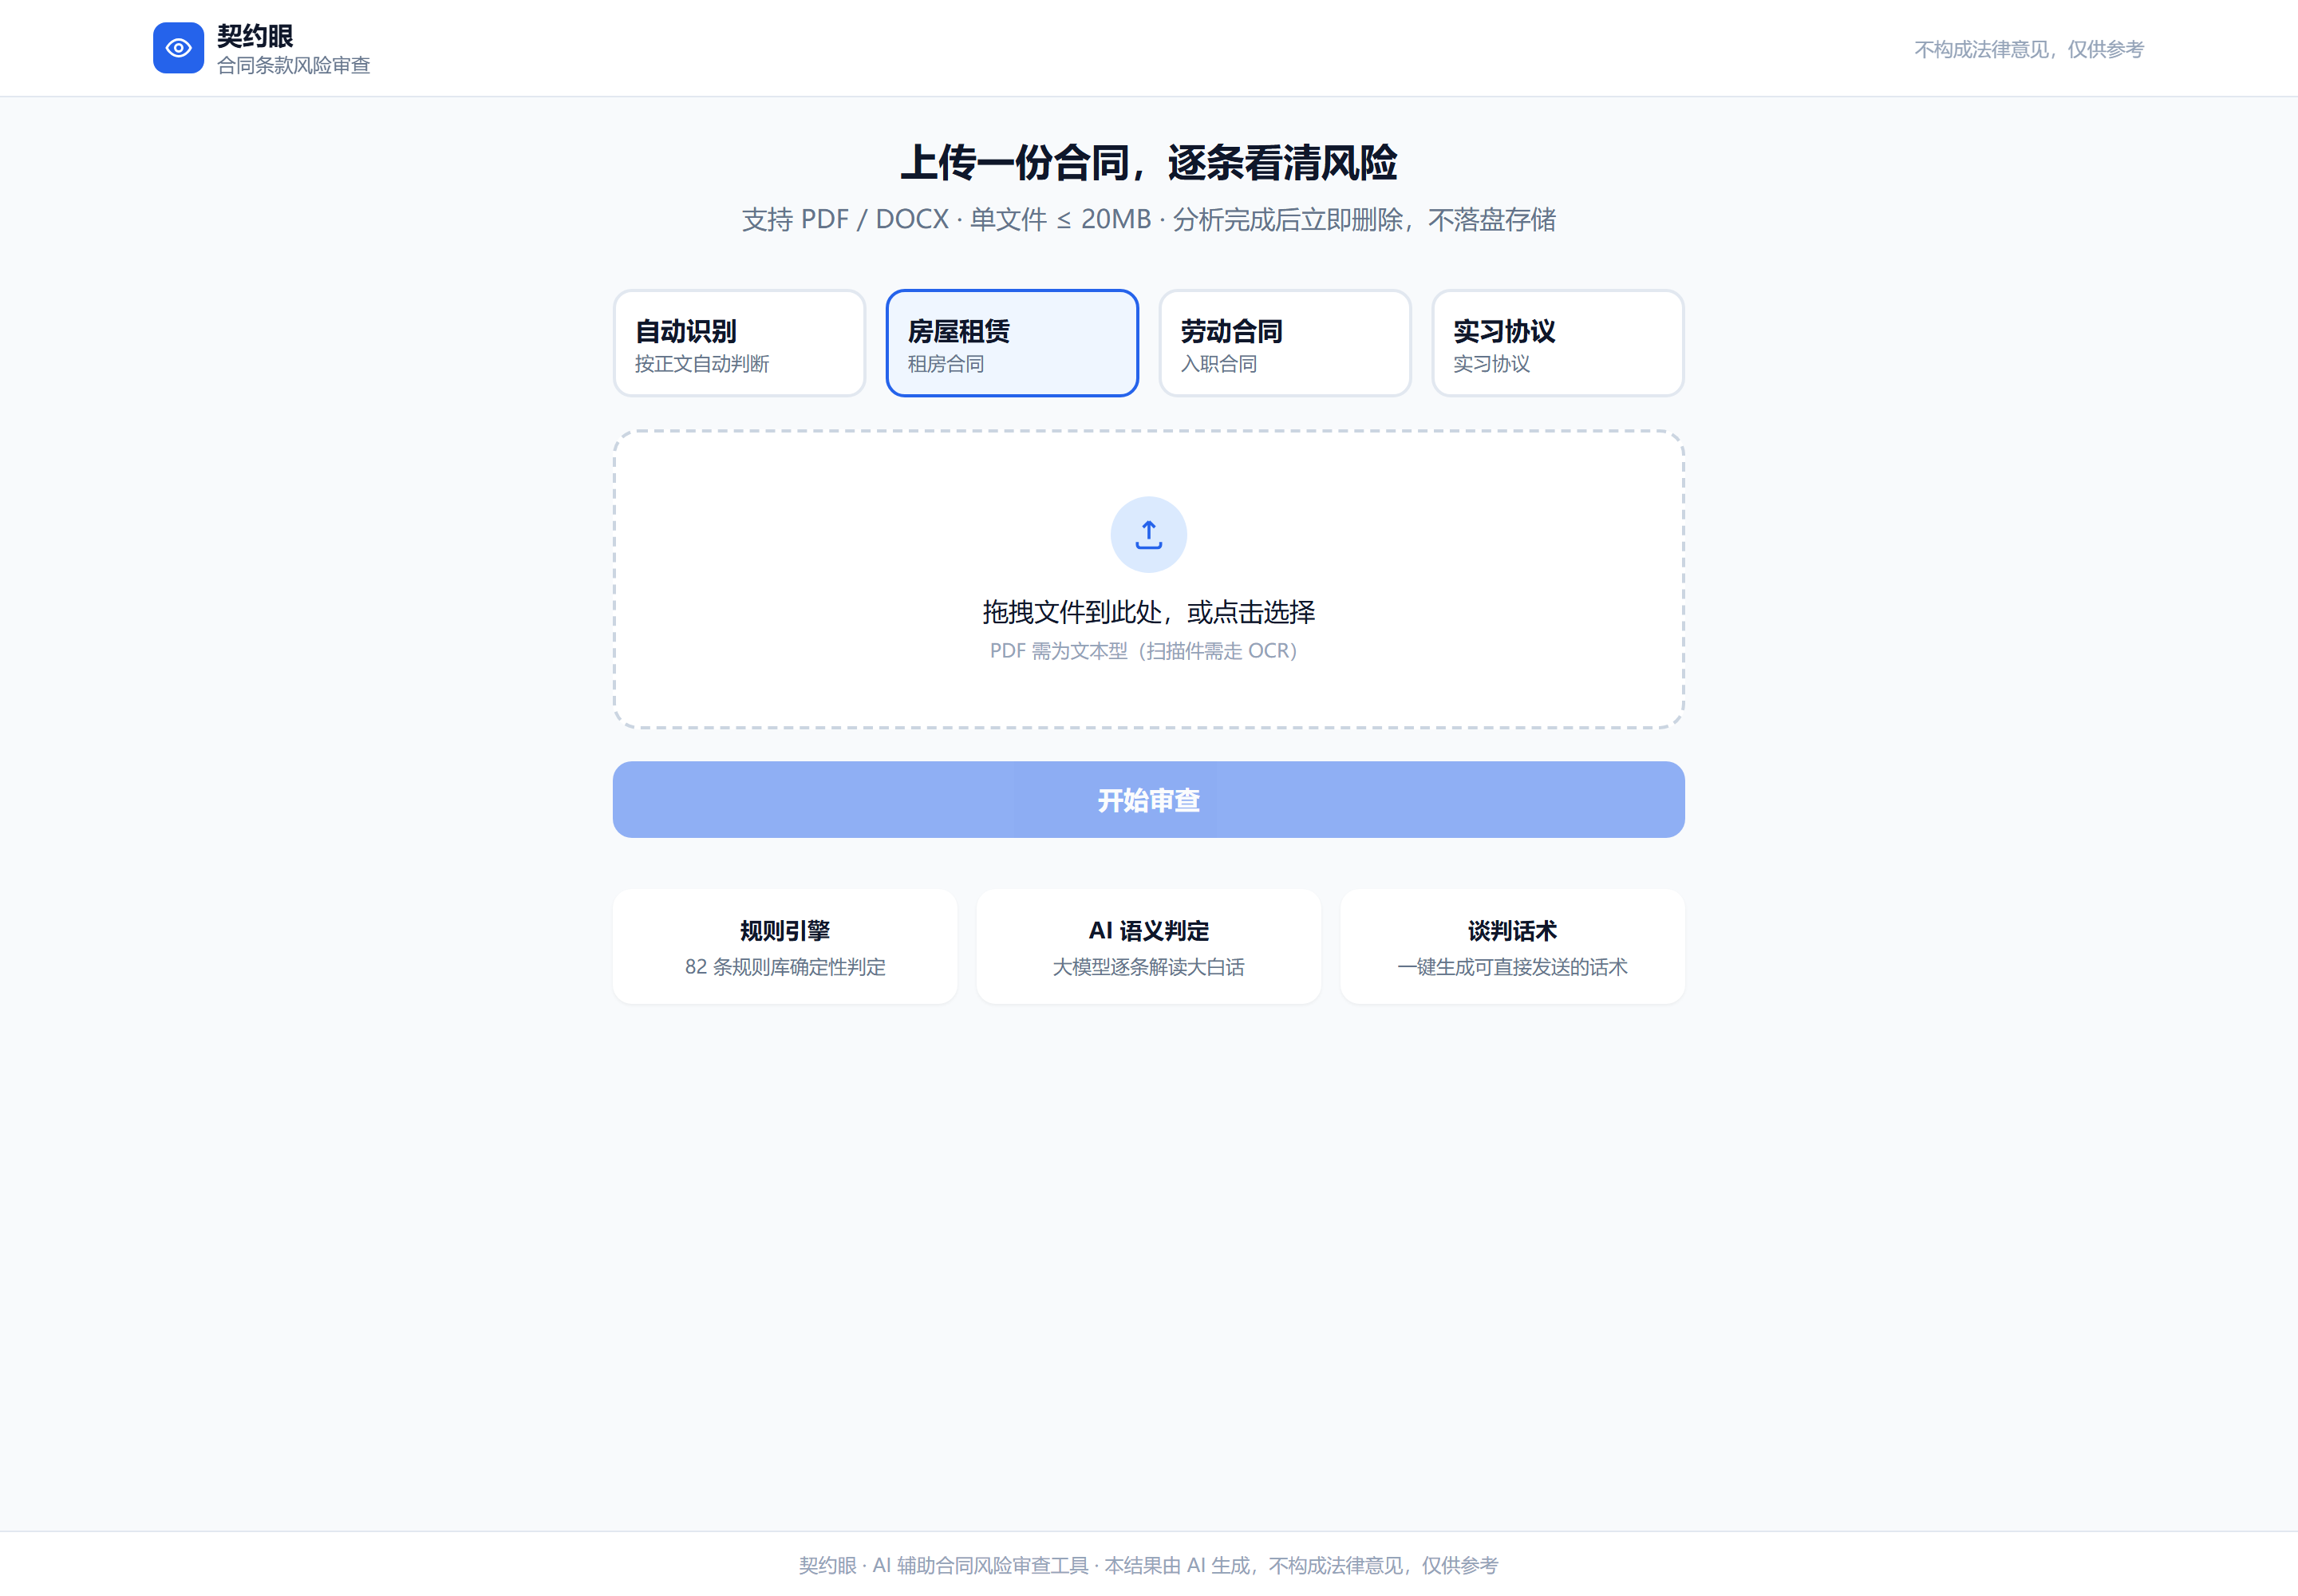 契约眼
合同条款风险审查
不构成法律意见，仅供参考
上传一份合同，逐条看清风险
支持 PDF / DOCX · 单文件 ≤ 20MB · 分析完成后立即删除，不落盘存储
自动识别
按正文自动判断
房屋租赁
租房合同
劳动合同
入职合同
实习协议
实习协议
拖拽文件到此处，或点击选择
PDF 需为文本型（扫描件需走 OCR）
开始审查
规则引擎
82 条规则库确定性判定
AI 语义判定
大模型逐条解读大白话
谈判话术
一键生成可直接发送的话术
契约眼 · AI 辅助合同风险审查工具 · 本结果由 AI 生成，不构成法律意见，仅供参考